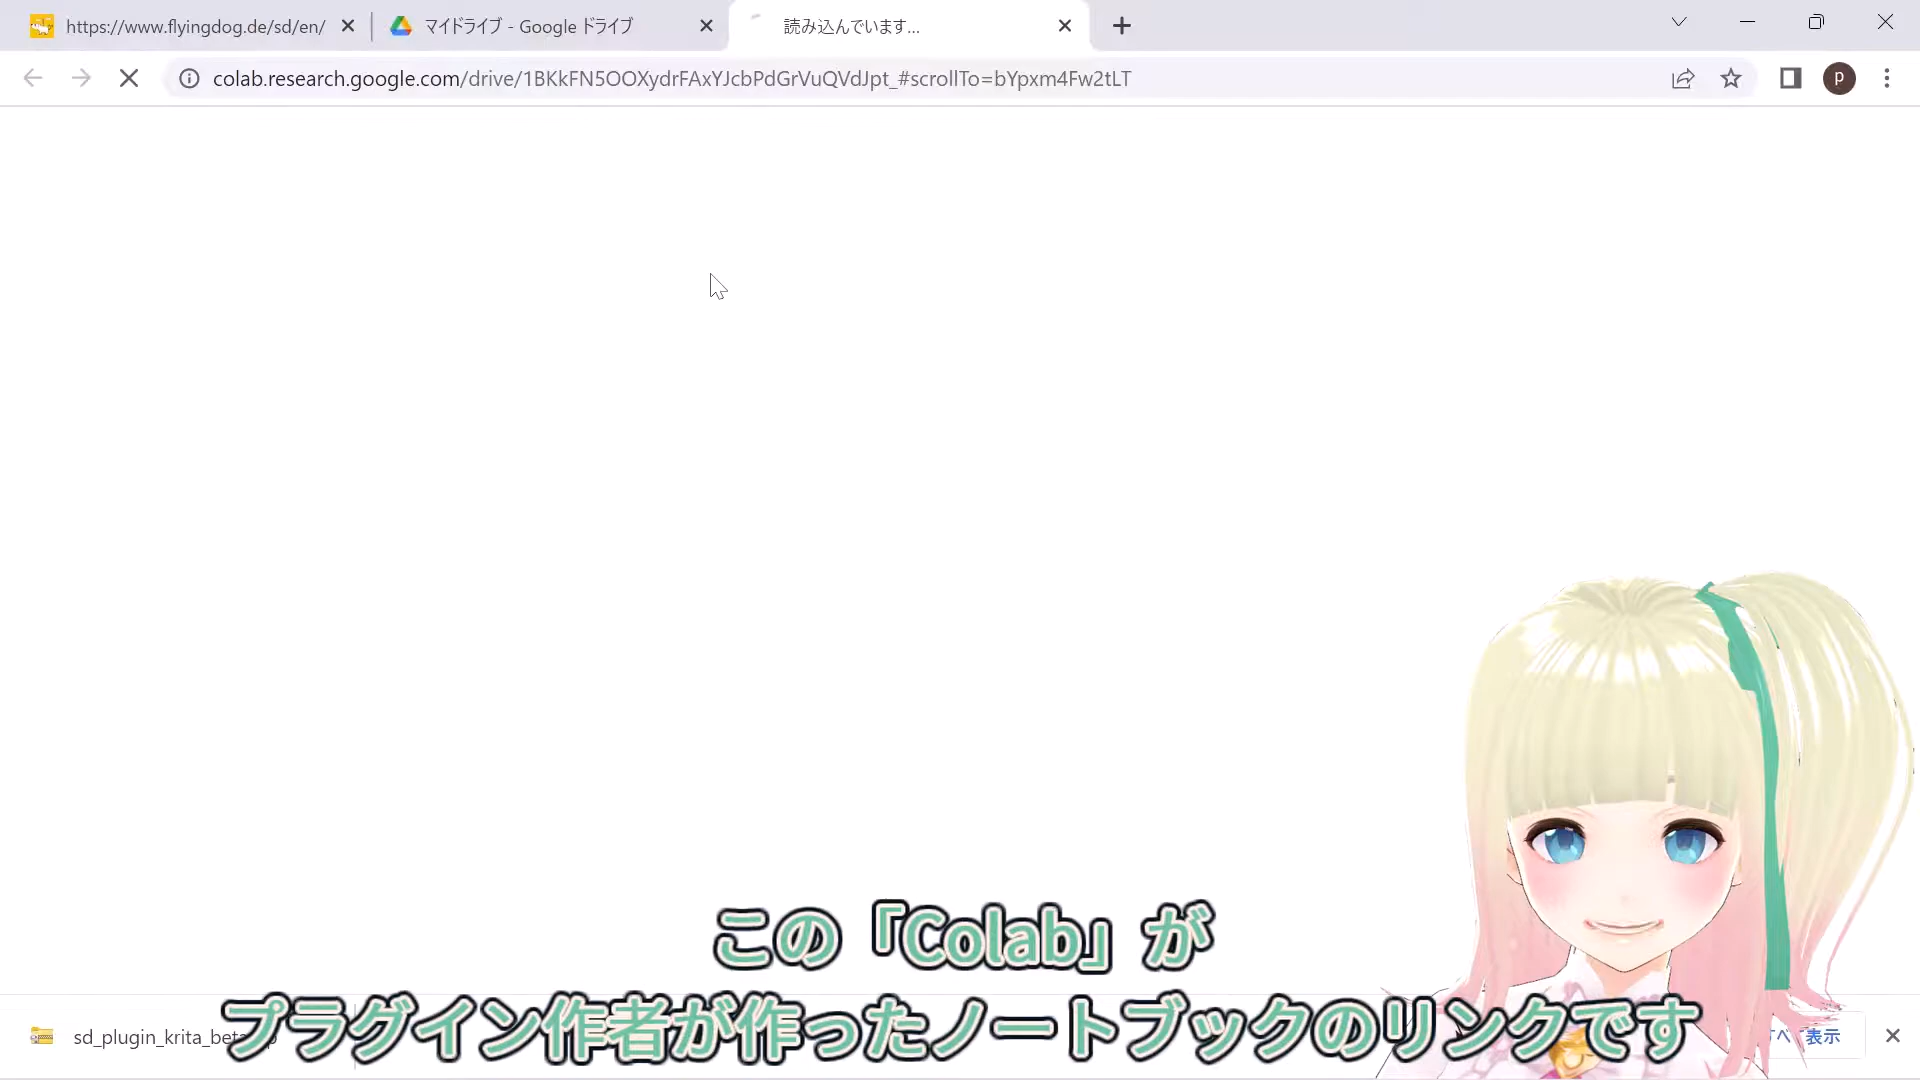 https://www.flyingdog.de/sd/en/
マイドライブ - Google ドライブ
読み込んでいます...
colab.research.google.com/drive/1BKkFN5OOXydrFAxYJcbPdGrVuQVdJpt_#scrollTo=bYpxm4Fw2tLT
p
この「Colab」が
プラグイン作者が作ったノートブックのリンクです
sd_plugin_krita_beta
表示